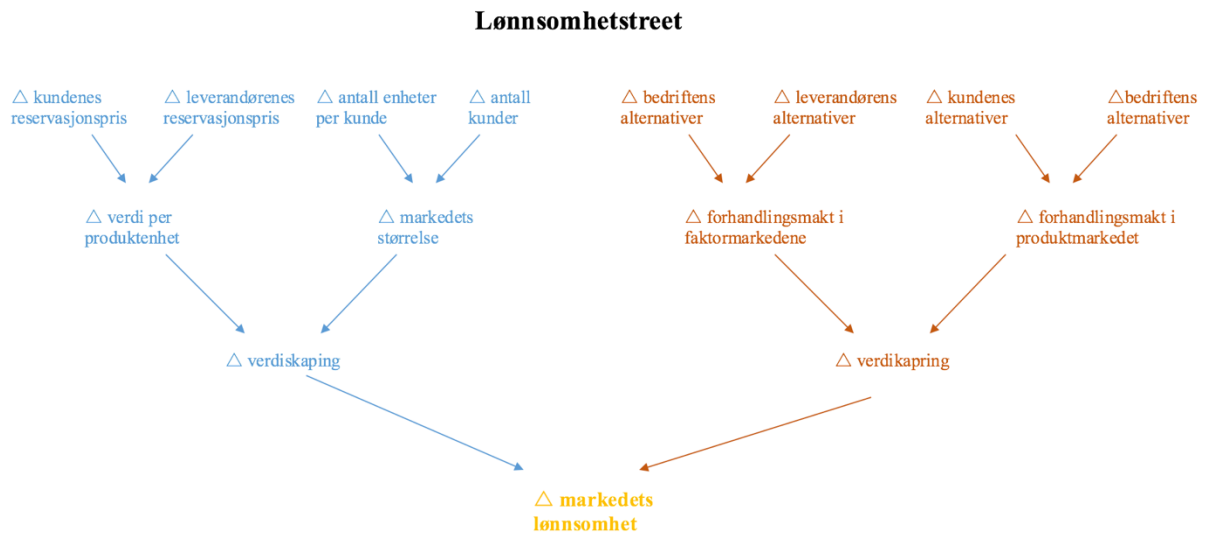 Lønnsomhetstreet
△ kundenes
reservasjonspris
△ leverandørenes
reservasjonspris
△ antall enheter
per kunde
△ antall
kunder
△ bedriftens
alternativer
△ leverandørens
alternativer
△ kundenes
alternativer
△bedriftens
alternativer
△ verdi per
produktenhet
△ markedets
størrelse
△ forhandlingsmakt i
faktormarkedene
△ forhandlingsmakt i
produktmarkedet
△ verdiskaping
△ verdikapring
△ markedets
lønnsomhet